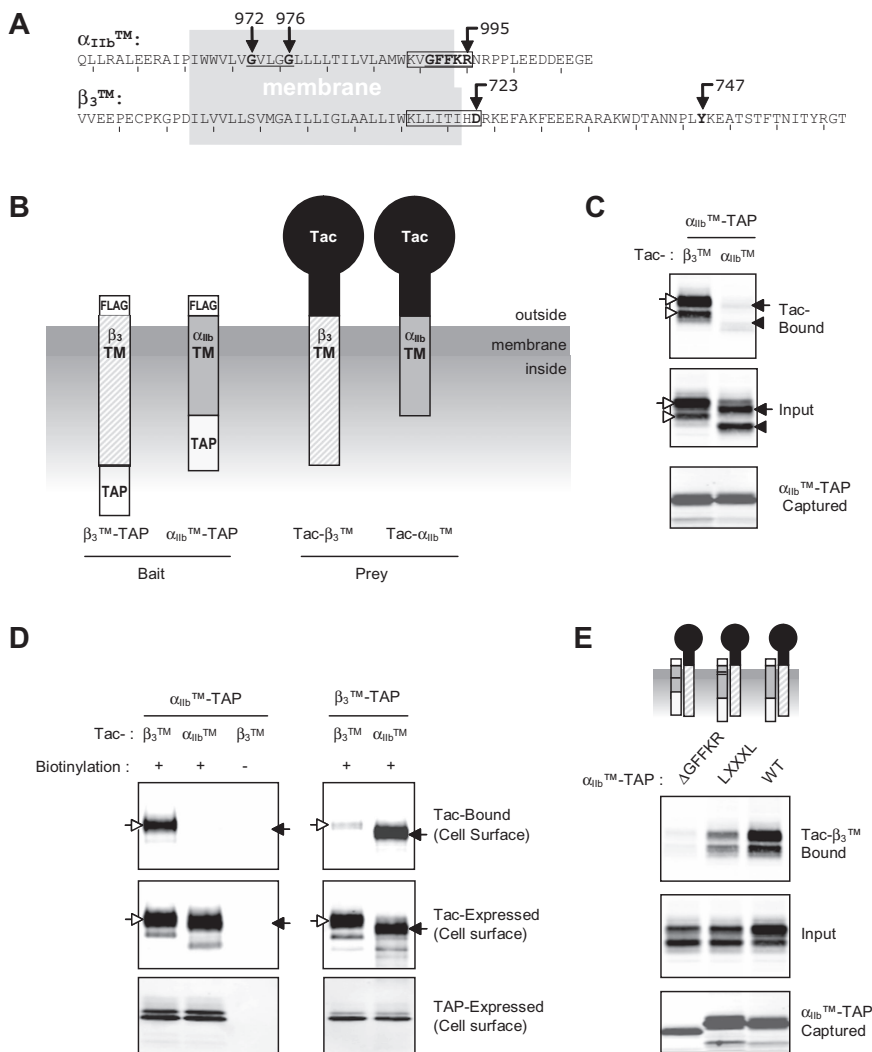 A
972 976 995
αIIb™:
QLLRALEERAIPIWWVLVGVLGGLLLLTILVLAMWKVGFFKRNRPPLEEDDEEGE
membrane
β3™: 723 747
VVEEPECPKGPDILVVLLSVMGAILLIGLAALLIWKLLITIHDRKEFAKFEEERARAKWDTANNPLYKEATSTFTNITYRGT
B
Tac Tac
FLAG FLAG
outside
β3 TM αIIb TM β3 TM αIIb TM
membrane
inside
TAP TAP
β3™-TAP αIIb™-TAP Tac-β3™ Tac-αIIb™
Bait Prey
C
αIIb™-TAP
Tac- : β3™ αIIb™
Tac-
Bound
Input
αIIb™-TAP
Captured
D
αIIb™-TAP β3™-TAP
Tac- : β3™ αIIb™ β3™ β3™ αIIb™
Biotinylation : + + - + +
Tac-Bound
(Cell Surface)
Tac-Expressed
(Cell surface)
TAP-Expressed
(Cell surface)
E
αIIb™-TAP : ΔGFFKR LXXXL WT
Tac-β3™
Bound
Input
αIIb™-TAP
Captured